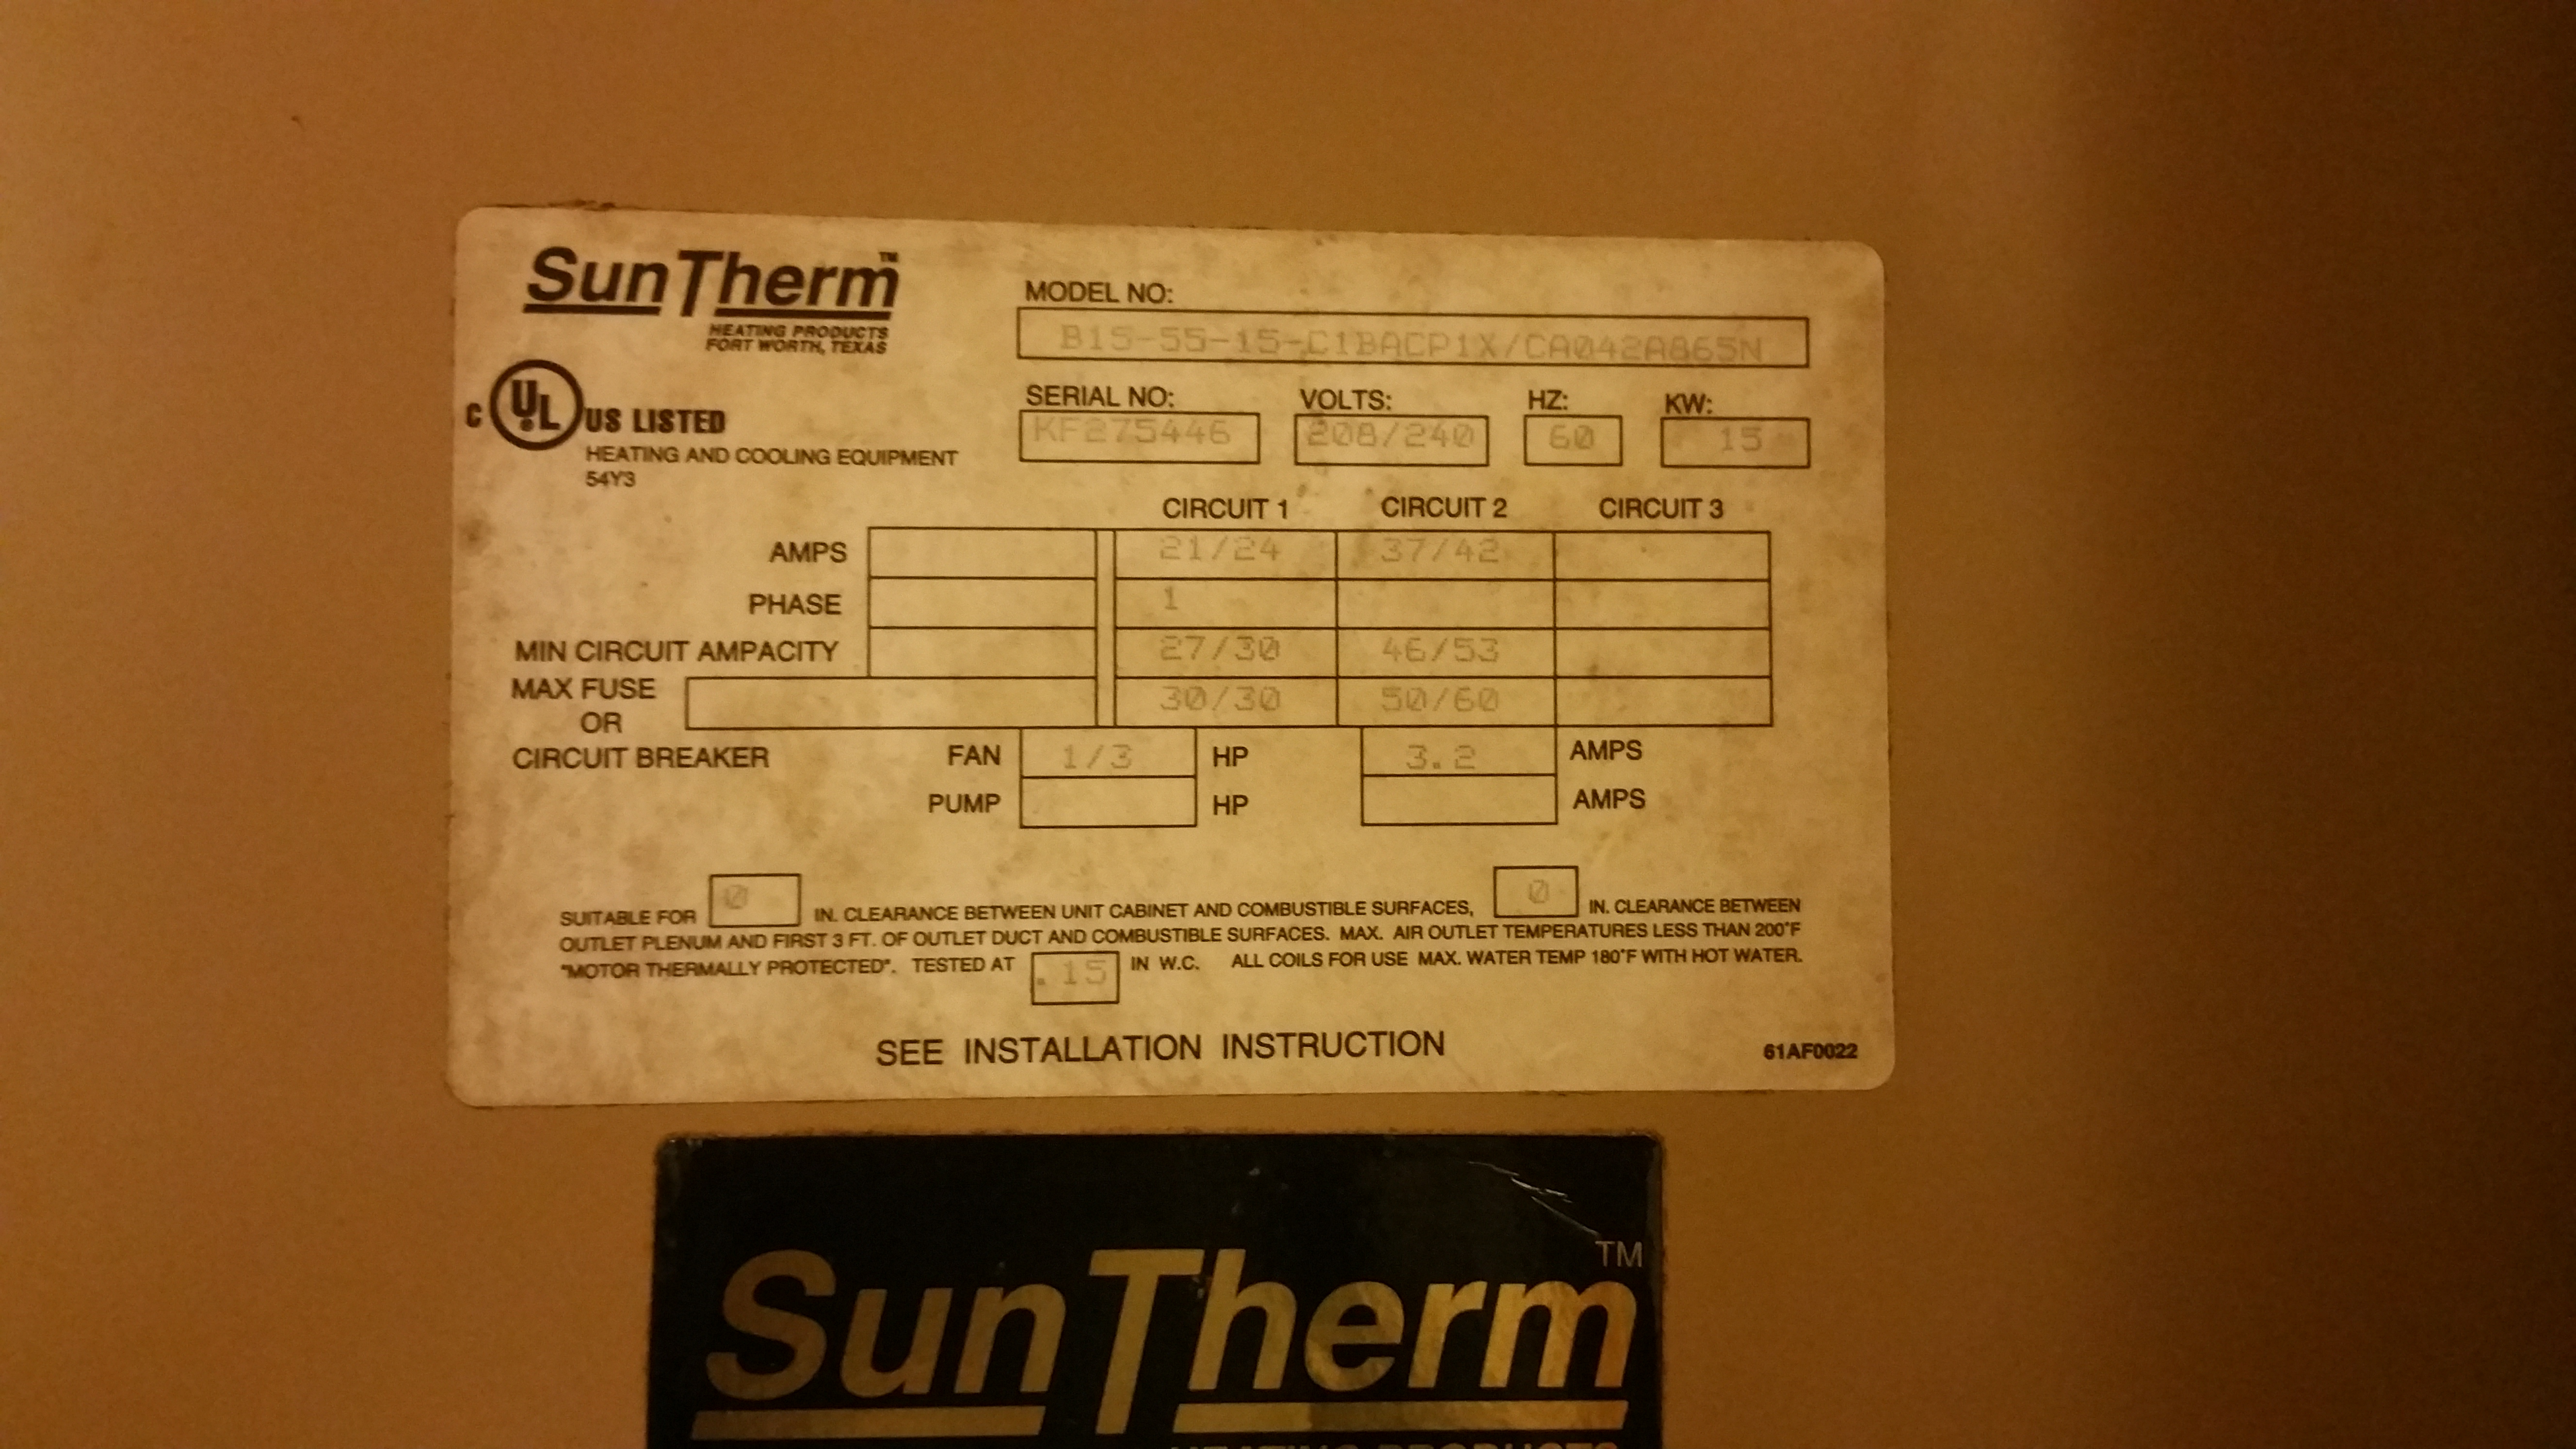 SunTherm™
HEATING PRODUCTS
FORT WORTH, TEXAS
MODEL NO:
B15-55-15-C1BACP1X/CA042A865N
C UL US LISTED
HEATING AND COOLING EQUIPMENT
54Y3
SERIAL NO: VOLTS: HZ: KW:
KF275446 208/240 60 15
CIRCUIT 1 CIRCUIT 2 CIRCUIT 3
AMPS 21/24 37/42
PHASE 1
MIN CIRCUIT AMPACITY 27/30 46/53
MAX FUSE OR CIRCUIT BREAKER 30/30 50/60
FAN 1/3 HP 3.2 AMPS
PUMP HP AMPS
SUITABLE FOR 0 IN. CLEARANCE BETWEEN UNIT CABINET AND COMBUSTIBLE SURFACES, 0 IN. CLEARANCE BETWEEN
OUTLET PLENUM AND FIRST 3 FT. OF OUTLET DUCT AND COMBUSTIBLE SURFACES. MAX. AIR OUTLET TEMPERATURES LESS THAN 200°F
"MOTOR THERMALLY PROTECTED". TESTED AT .15 IN W.C. ALL COILS FOR USE MAX. WATER TEMP 180°F WITH HOT WATER.
SEE INSTALLATION INSTRUCTION
61AF0022
SunTherm™
HEATING PRODUCTS